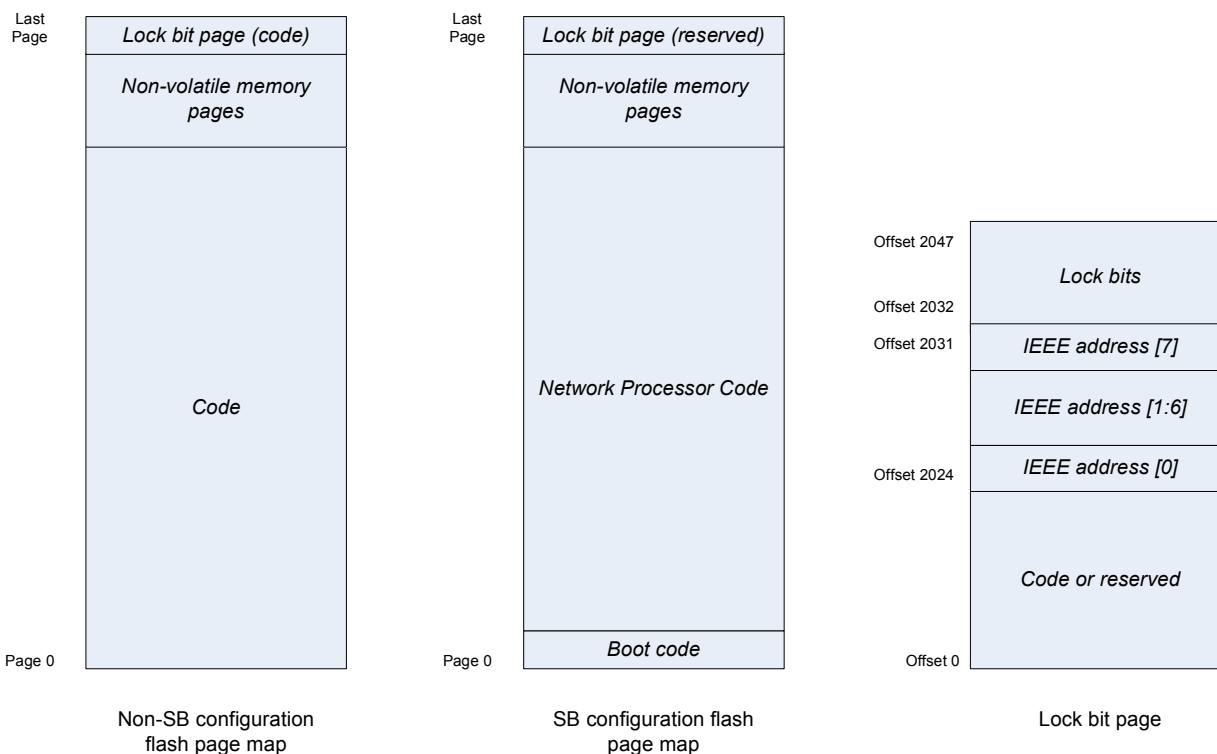 Last
Page
Lock bit page (code)
Non-volatile memory
pages
Code
Page 0
Non-SB configuration
flash page map
Last
Page
Lock bit page (reserved)
Non-volatile memory
pages
Network Processor Code
Boot code
Page 0
SB configuration flash
page map
Offset 2047
Lock bits
Offset 2032
Offset 2031
IEEE address [7]
IEEE address [1:6]
IEEE address [0]
Offset 2024
Code or reserved
Offset 0
Lock bit page